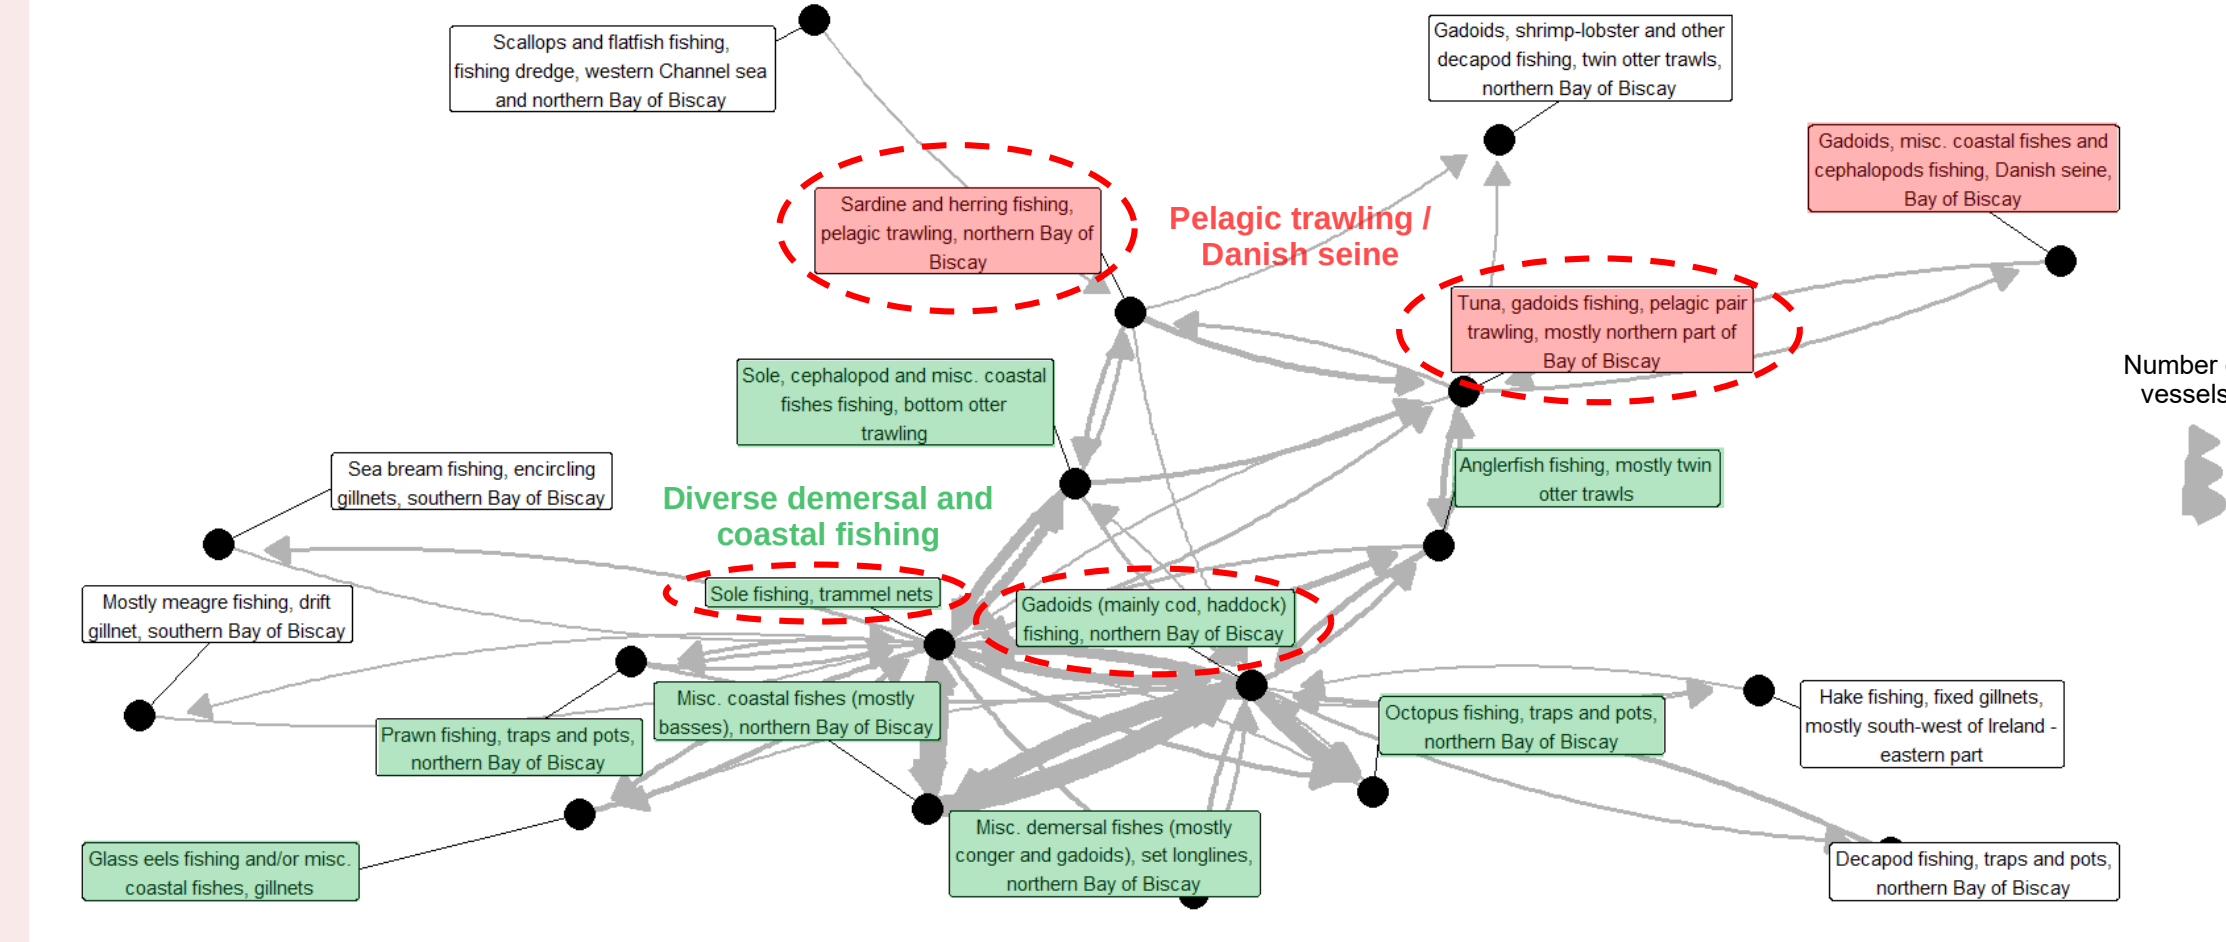 Scallops and flatfish fishing,
fishing dredge, western Channel sea
and northern Bay of Biscay
Gadoids, shrimp-lobster and other
decapod fishing, twin otter trawls,
northern Bay of Biscay
Gadoids, misc. coastal fishes and
cephalopods fishing, Danish seine,
Bay of Biscay
Sardine and herring fishing,
pelagic trawling, northern Bay of
Biscay
Pelagic trawling /
Danish seine
Tuna, gadoids fishing, pelagic pair
trawling, mostly northern part of
Bay of Biscay
Number
vessels
Sole, cephalopod and misc. coastal
fishes fishing, bottom otter
trawling
Sea bream fishing, encircling
gillnets, southern Bay of Biscay
Anglerfish fishing, mostly twin
otter trawls
Diverse demersal and
coastal fishing
Mostly meagre fishing, drift
gillnet, southern Bay of Biscay
Sole fishing, trammel nets
Gadoids (mainly cod, haddock)
fishing, northern Bay of Biscay
Misc. coastal fishes (mostly
basses), northern Bay of Biscay
Prawn fishing, traps and pots,
northern Bay of Biscay
Octopus fishing, traps and pots,
northern Bay of Biscay
Hake fishing, fixed gillnets,
mostly south-west of Ireland -
eastern part
Glass eels fishing and/or misc.
coastal fishes, gillnets
Misc. demersal fishes (mostly
conger and gadoids), set longlines,
northern Bay of Biscay
Decapod fishing, traps and pots,
northern Bay of Biscay